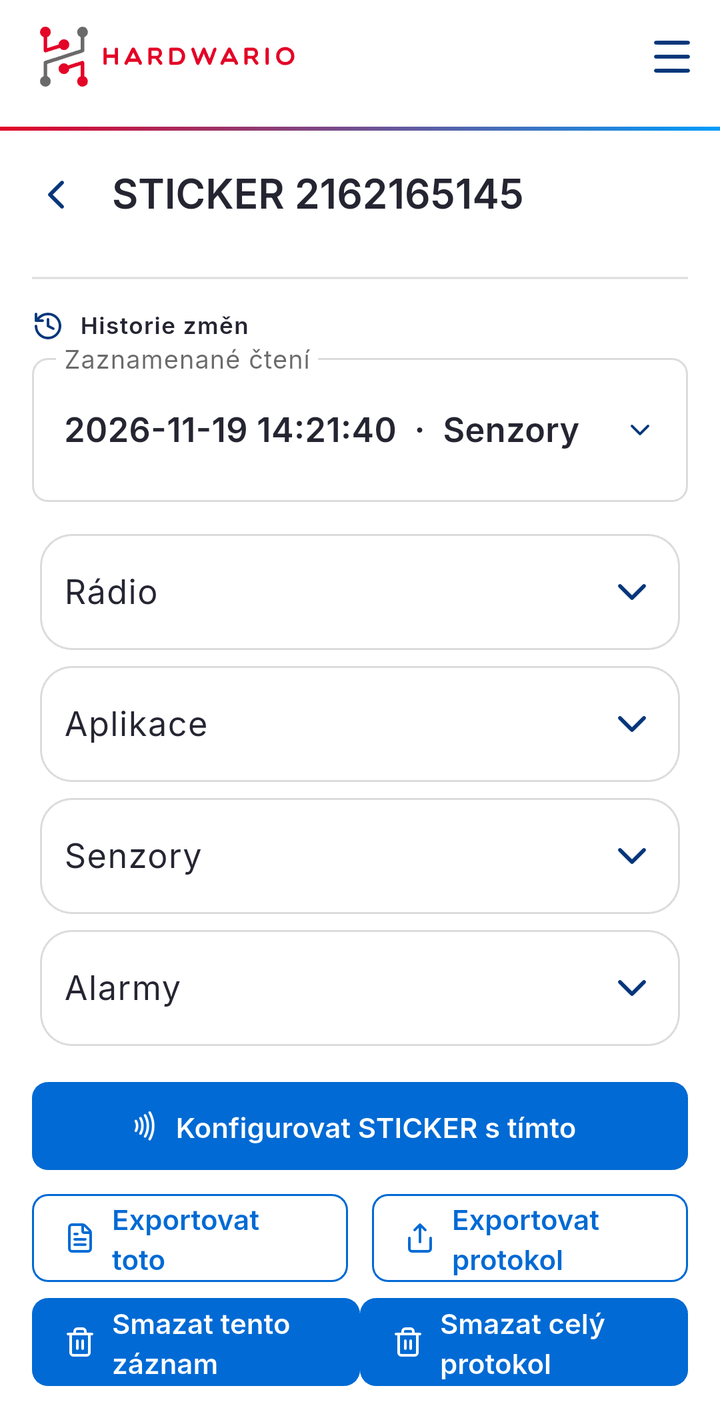 HARDWARIO
STICKER 2162165145
Historie změn
Zaznamenané čtení
2026-11-19 14:21:40 · Senzory
Rádio
Aplikace
Senzory
Alarmy
Konfigurovat STICKER s tímto
Exportovat
toto
Exportovat
protokol
Smazat tento
záznam
Smazat celý
protokol